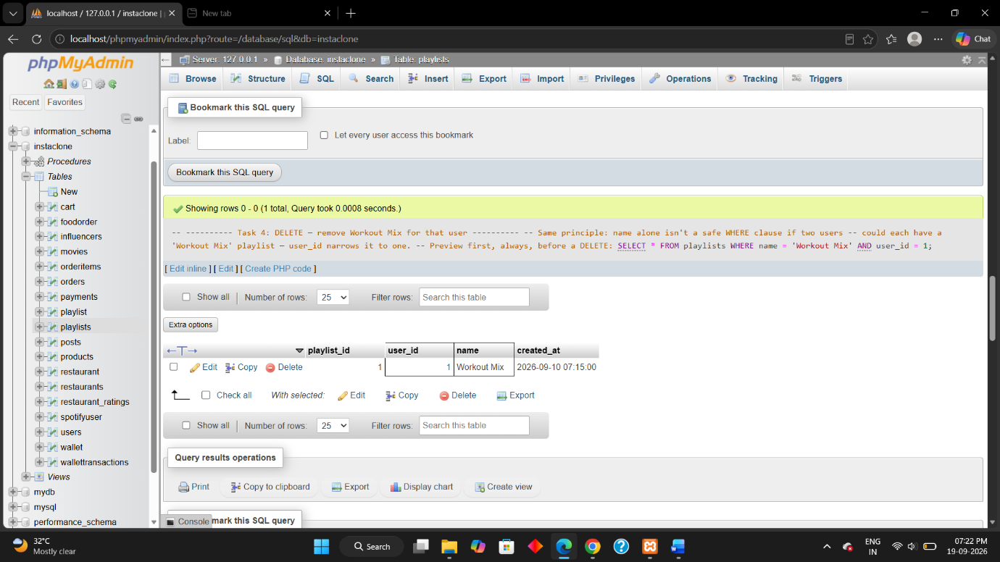 localhost / 127.0.0.1 / instaclone |
New tab
localhost/phpmyadmin/index.php?route=/database/sql&db=instaclone
Chat
phpMyAdmin
Recent
Favorites
information_schema
instaclone
Procedures
Tables
New
cart
foodorder
influencers
movies
orderitems
orders
payments
playlist
playlists
posts
products
restaurant
restaurants
restaurant_ratings
spotifyuser
users
wallet
wallettransactions
Views
mydb
mysql
performance_schema
Server: 127.0.0.1 » Database: instaclone » Table: playlists
Browse Structure SQL Search Insert Export Import Privileges Operations Tracking Triggers
Bookmark this SQL query
Label:
Let every user access this bookmark
Bookmark this SQL query
Showing rows 0 - 0 (1 total, Query took 0.0008 seconds.)
-- ---------- Task 4: DELETE — remove Workout Mix for that user ---------- -- Same principle: name alone isn't a safe WHERE clause if two users -- could each have a
'Workout Mix' playlist — user_id narrows it to one. -- Preview first, always, before a DELETE: SELECT * FROM playlists WHERE name = 'Workout Mix' AND user_id = 1;
[ Edit inline ] [ Edit ] [ Create PHP code ]
Show all | Number of rows: 25 Filter rows: Search this table
Extra options
playlist_id user_id name created_at
Edit Copy Delete 1 1 Workout Mix 2026-09-10 07:15:00
Check all With selected: Edit Copy Delete Export
Show all | Number of rows: 25 Filter rows: Search this table
Query results operations
Print Copy to clipboard Export Display chart Create view
Console
mark this SQL query
32°C
Mostly clear
Search
ENG
IN
07:22 PM
19-09-2026